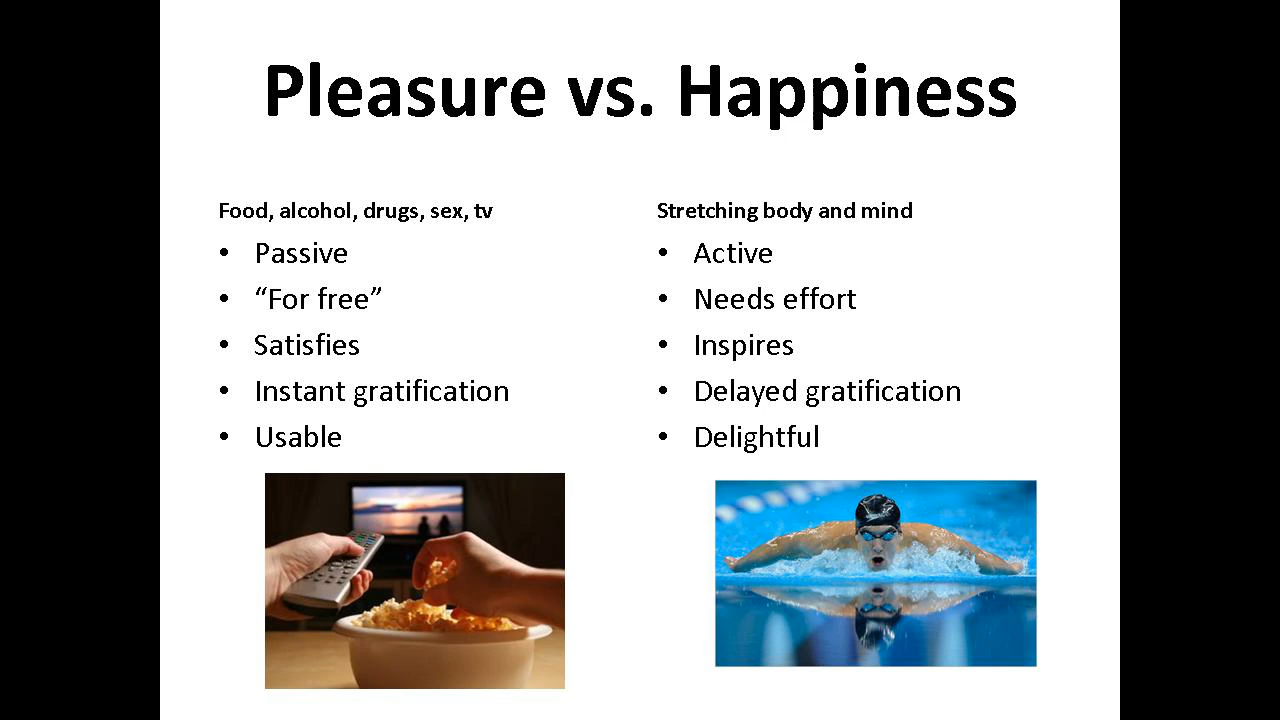 Pleasure vs. Happiness
Food, alcohol, drugs, sex, tv
• Passive
• “For free”
• Satisfies
• Instant gratification
• Usable
Stretching body and mind
• Active
• Needs effort
• Inspires
• Delayed gratification
• Delightful